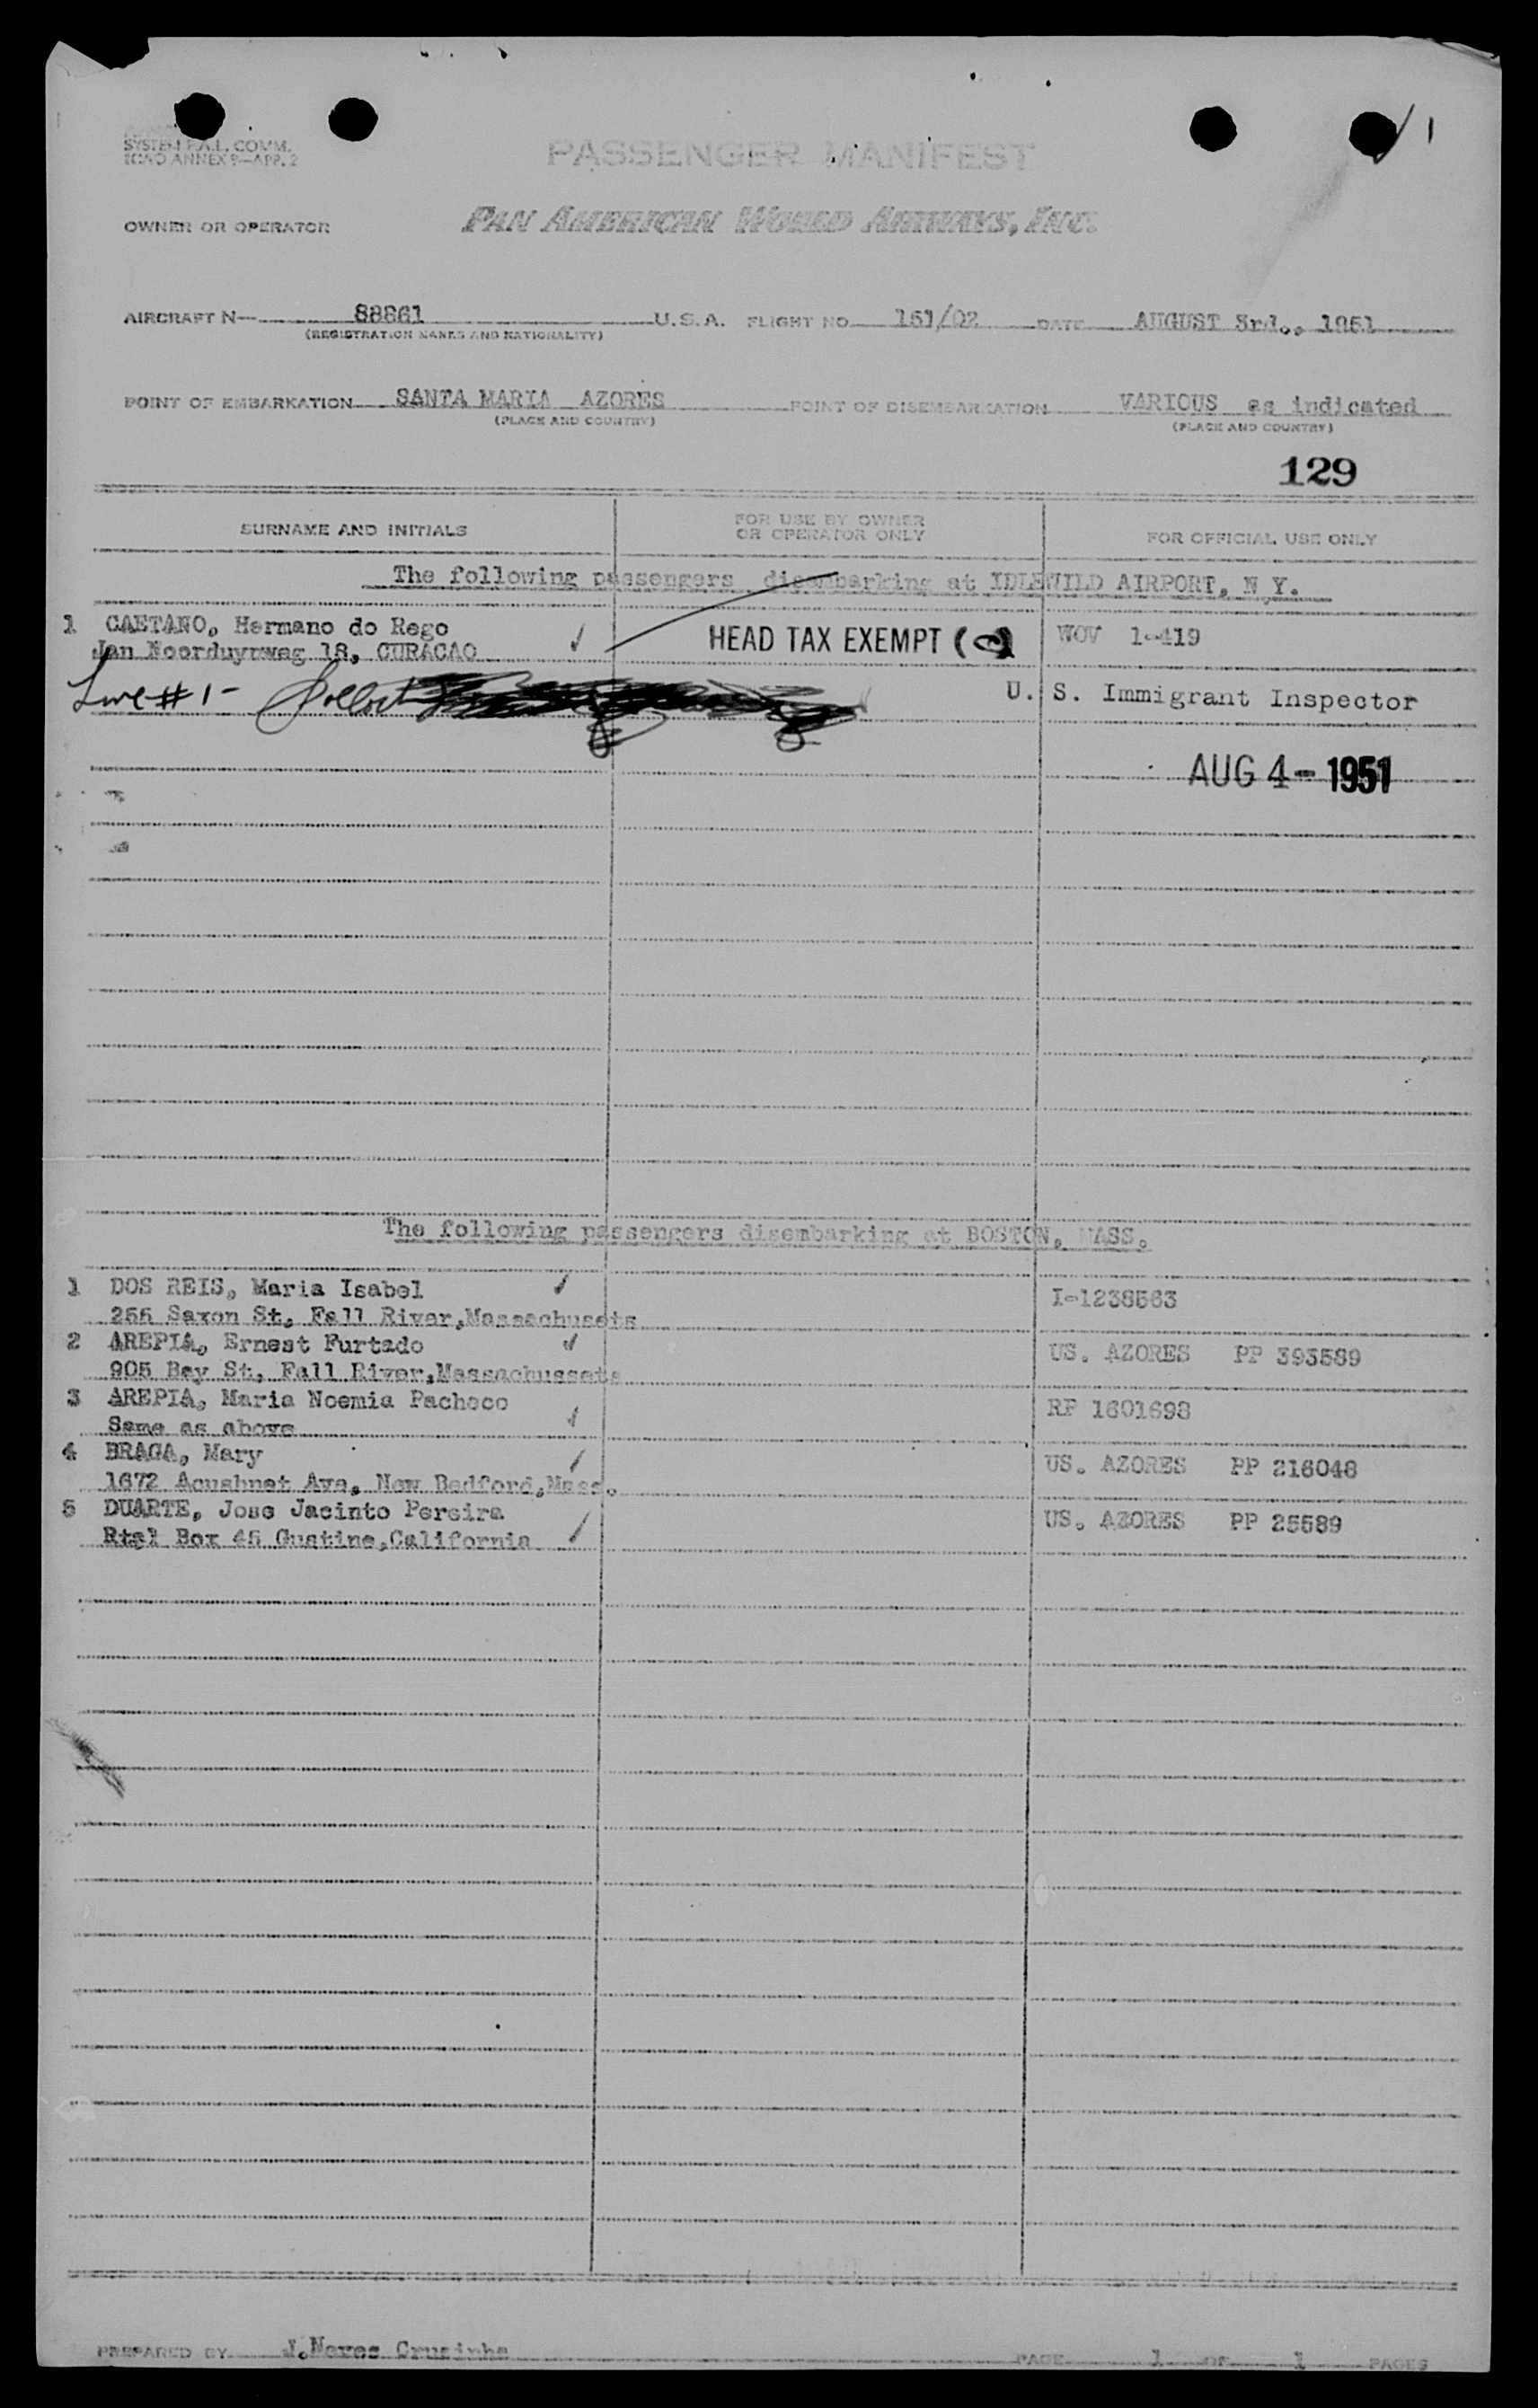 SYSTEM P.A.L. COMM.
ICAO ANNEX 9—APP. 2
PASSENGER MANIFEST
OWNER OR OPERATOR PAN AMERICAN WORLD AIRWAYS, INC.
AIRCRAFT N— 88861 U.S.A. FLIGHT NO 151/02 DATE AUGUST 3rd., 1951
(REGISTRATION MARKS AND NATIONALITY)
POINT OF EMBARKATION SANTA MARIA AZORES POINT OF DISEMBARKATION VARIOUS as indicated
(PLACE AND COUNTRY) (PLACE AND COUNTRY)
129
SURNAME AND INITIALS FOR USE BY OWNER OR OPERATOR ONLY FOR OFFICIAL USE ONLY
The following passengers disembarking at IDLEWILD AIRPORT, N Y.
1 CAETANO, Hermano do Rego HEAD TAX EXEMPT WOV 1-419
Jan Noorduynweg 18, CURACAO
Line # 1 - U. S. Immigrant Inspector
AUG 4 - 1951
The following passengers disembarking at BOSTON, MASS.
1 DOS REIS, Maria Isabel I-1238563
255 Saxon St, Fall River,Massachusets
2 AREPIA, Ernest Furtado US. AZORES PP 393589
905 Bay St, Fall River,Massachussets
3 AREPIA, Maria Noemia Pacheco RP 1601698
Same as above
4 BRAGA, Mary US. AZORES PP 216048
1672 Acushnet Ave, New Bedford,Mass.
5 DUARTE, Jose Jacinto Pereira US. AZORES PP 25589
Rte1 Box 45 Gustine,California
PREPARED BY J.Neves Crusinha PAGE 1 OF 1 PAGES